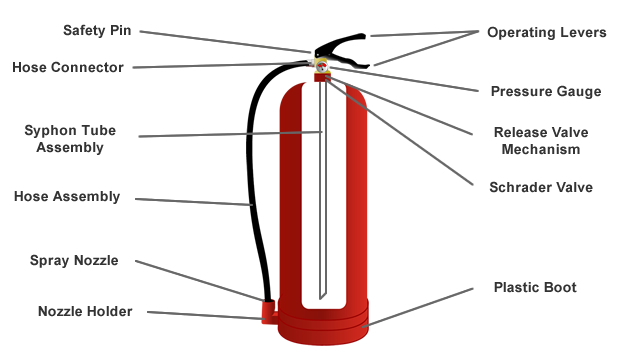 Safety Pin
Hose Connector
Syphon Tube
Assembly
Hose Assembly
Spray Nozzle
Nozzle Holder
Operating Levers
Pressure Gauge
Release Valve
Mechanism
Schrader Valve
Plastic Boot